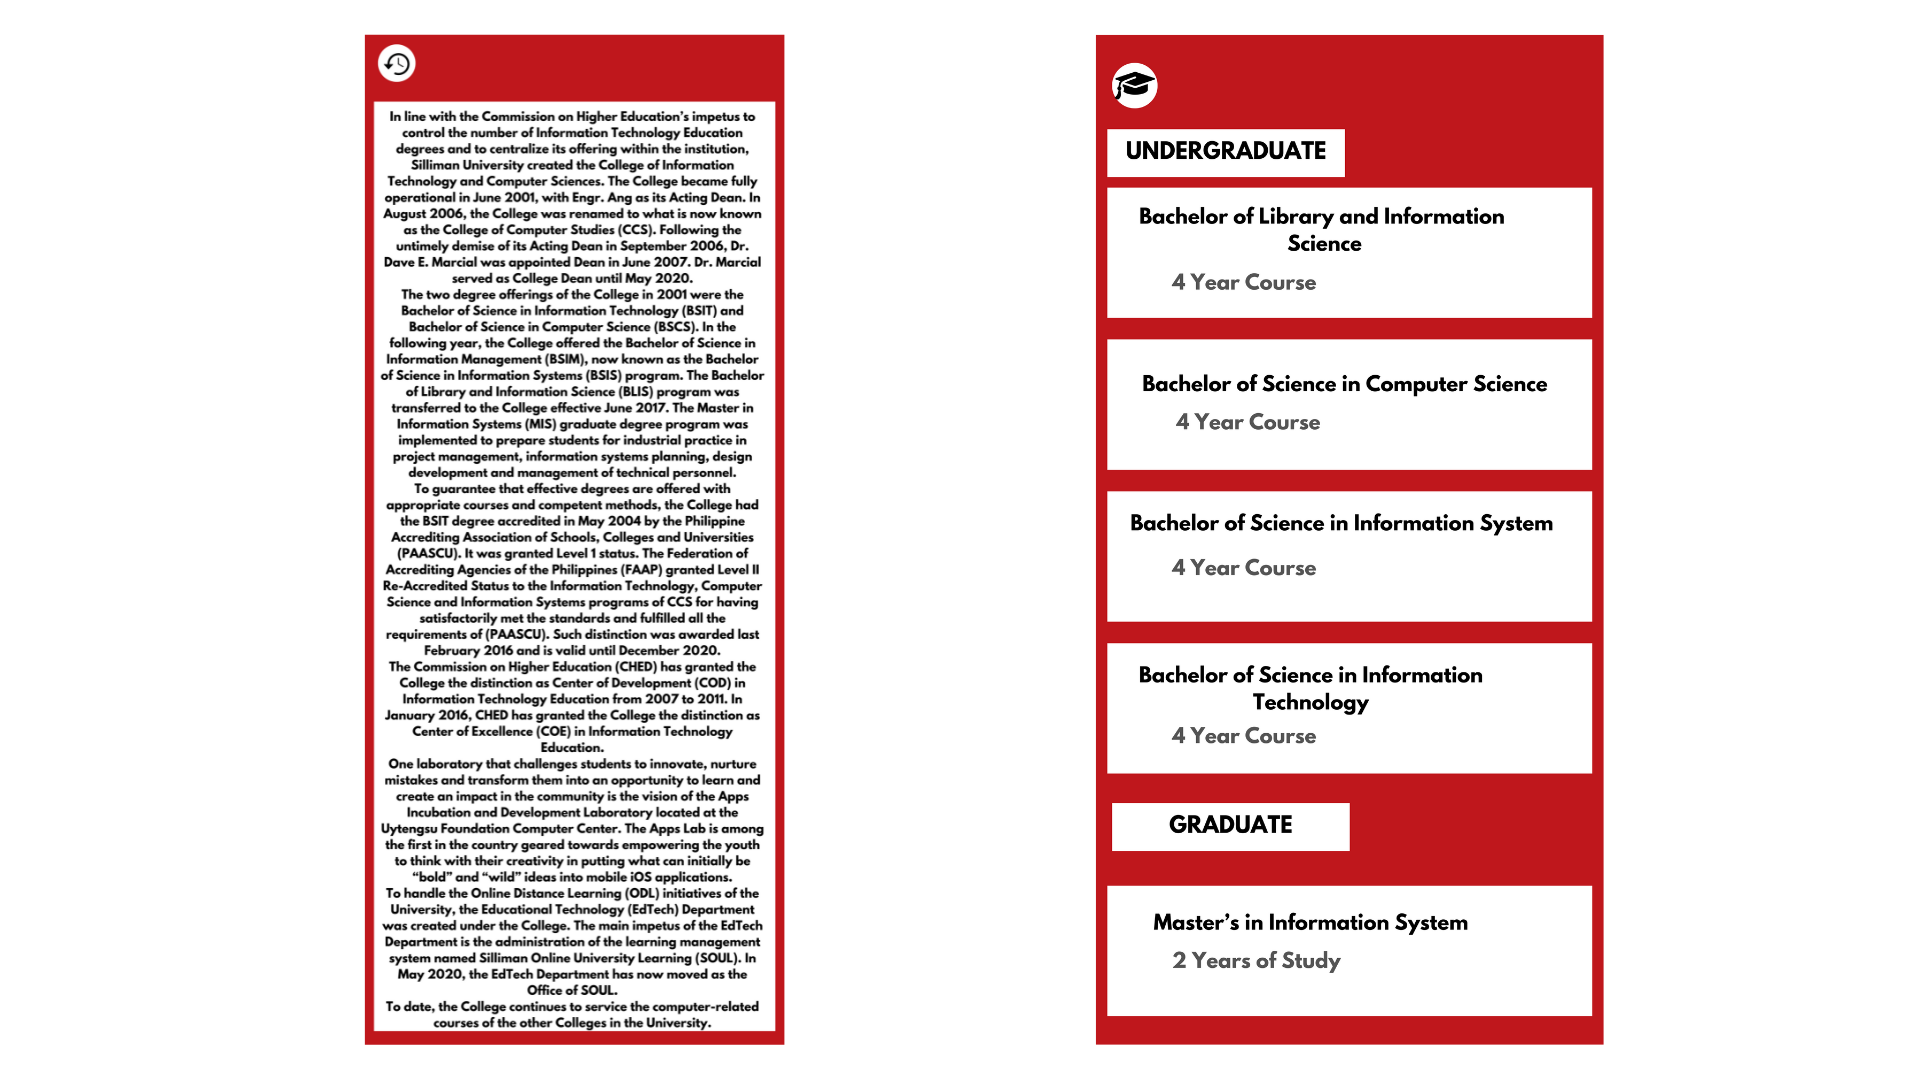 In line with the Commission on Higher Education's impetus to
control the number of Information Technology Education
degrees and to centralize its offering within the institution,
Silliman University created the College of Information
Technology and Computer Sciences. The College became fully
operational in June 2001, with Engr. Ang as its Acting Dean. In
August 2006, the College was renamed to what is now known
as the College of Computer Studies (CCS). Following the
untimely demise of its Acting Dean in September 2006, Dr.
Dave E. Marcial was appointed Dean in June 2007. Dr. Marcial
served as College Dean until May 2020.
The two degree offerings of the College in 2001 were the
Bachelor of Science in Information Technology (BSIT) and
Bachelor of Science in Computer Science (BSCS). In the
following year, the College offered the Bachelor of Science in
Information Management (BSIM), now known as the Bachelor
of Science in Information Systems (BSIS) program. The Bachelor
of Library and Information Science (BLIS) program was
transferred to the College effective June 2017. The Master in
Information Systems (MIS) graduate degree program was
implemented to prepare students for industrial practice in
project management, information systems planning, design
development and management of technical personnel.
To guarantee that effective degrees are offered with
appropriate courses and competent methods, the College had
the BSIT degree accredited in May 2004 by the Philippine
Accrediting Association of Schools, Colleges and Universities
(PAASCU). It was granted Level 1 status. The Federation of
Accrediting Agencies of the Philippines (FAAP) granted Level II
Re-Accredited Status to the Information Technology, Computer
Science and Information Systems programs of CCS for having
satisfactorily met the standards and fulfilled all the
requirements of (PAASCU). Such distinction was awarded last
February 2016 and is valid until December 2020.
The Commission on Higher Education (CHED) has granted the
College the distinction as Center of Development (COD) in
Information Technology Education from 2007 to 2011. In
January 2016, CHED has granted the College the distinction as
Center of Excellence (COE) in Information Technology
Education.
One laboratory that challenges students to innovate, nurture
mistakes and transform them into an opportunity to learn and
create an impact in the community is the vision of the Apps
Incubation and Development Laboratory located at the
Uytengsu Foundation Computer Center. The Apps Lab is among
the first in the country geared towards empowering the youth
to think with their creativity in putting what can initially be
“bold” and “wild” ideas into mobile iOS applications.
To handle the Online Distance Learning (ODL) initiatives of the
University, the Educational Technology (EdTech) Department
was created under the College. The main impetus of the EdTech
Department is the administration of the learning management
system named Silliman Online University Learning (SOUL). In
May 2020, the EdTech Department has now moved as the
Office of SOUL.
To date, the College continues to service the computer-related
courses of the other Colleges in the University.
UNDERGRADUATE
Bachelor of Library and Information
Science
4 Year Course
Bachelor of Science in Computer Science
4 Year Course
Bachelor of Science in Information System
4 Year Course
Bachelor of Science in Information
Technology
4 Year Course
GRADUATE
Master's in Information System
2 Years of Study